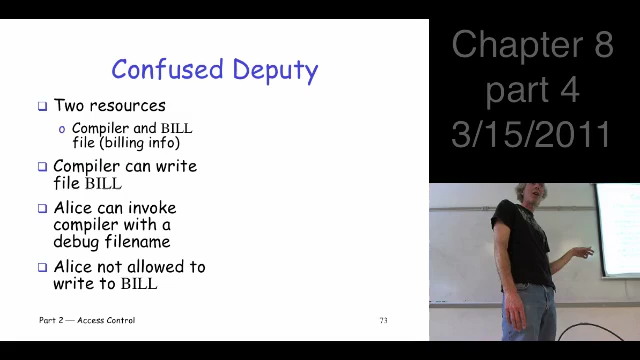 Confused Deputy
Two resources
Compiler and BILL
file (billing info)
Compiler can write
file BILL
Alice can invoke
compiler with a
debug filename
Alice not allowed to
write to BILL
Part 2 — Access Control
73
Chapter 8
part 4
3/15/2011